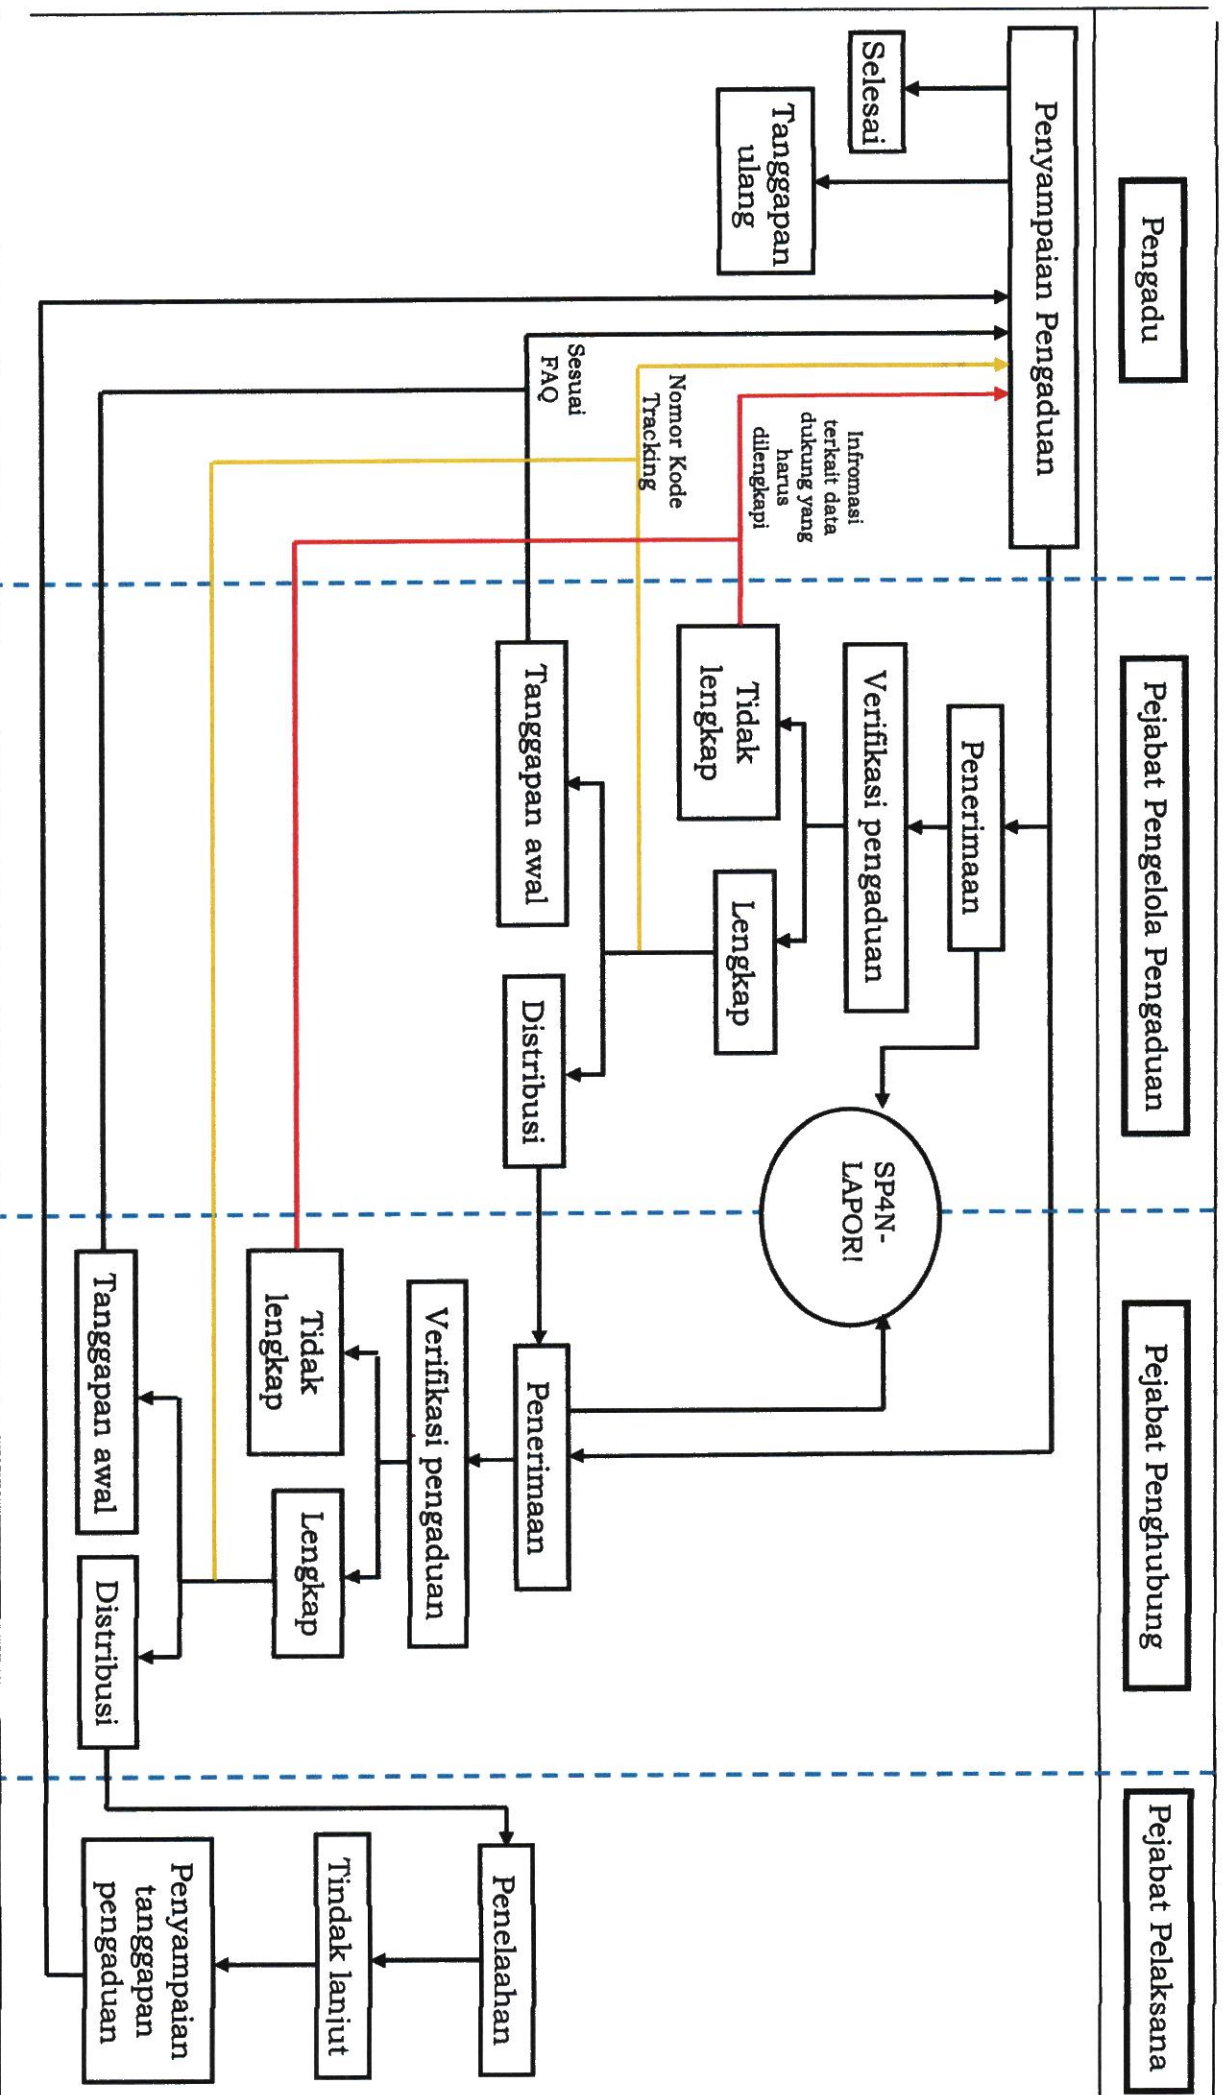 Pengadu
Pejabat Pengelola Pengaduan
Pejabat Penghubung
Pejabat Pelaksana
Penyampaian Pengaduan
Selesai
Tanggapan
ulang
Infromasi
terkait data
dukung yang
harus
dilengkapi
Nomor Kode
Tracking
Sesuai
FAQ
Penerimaan
Verifikasi pengaduan
Tidak
lengkap
Lengkap
Tanggapan awal
Distribusi
SP4N-
LAPOR!
Penerimaan
Verifikasi pengaduan
Tidak
lengkap
Lengkap
Tanggapan awal
Distribusi
Penelaahan
Tindak lanjut
Penyampaian
tanggapan
pengaduan